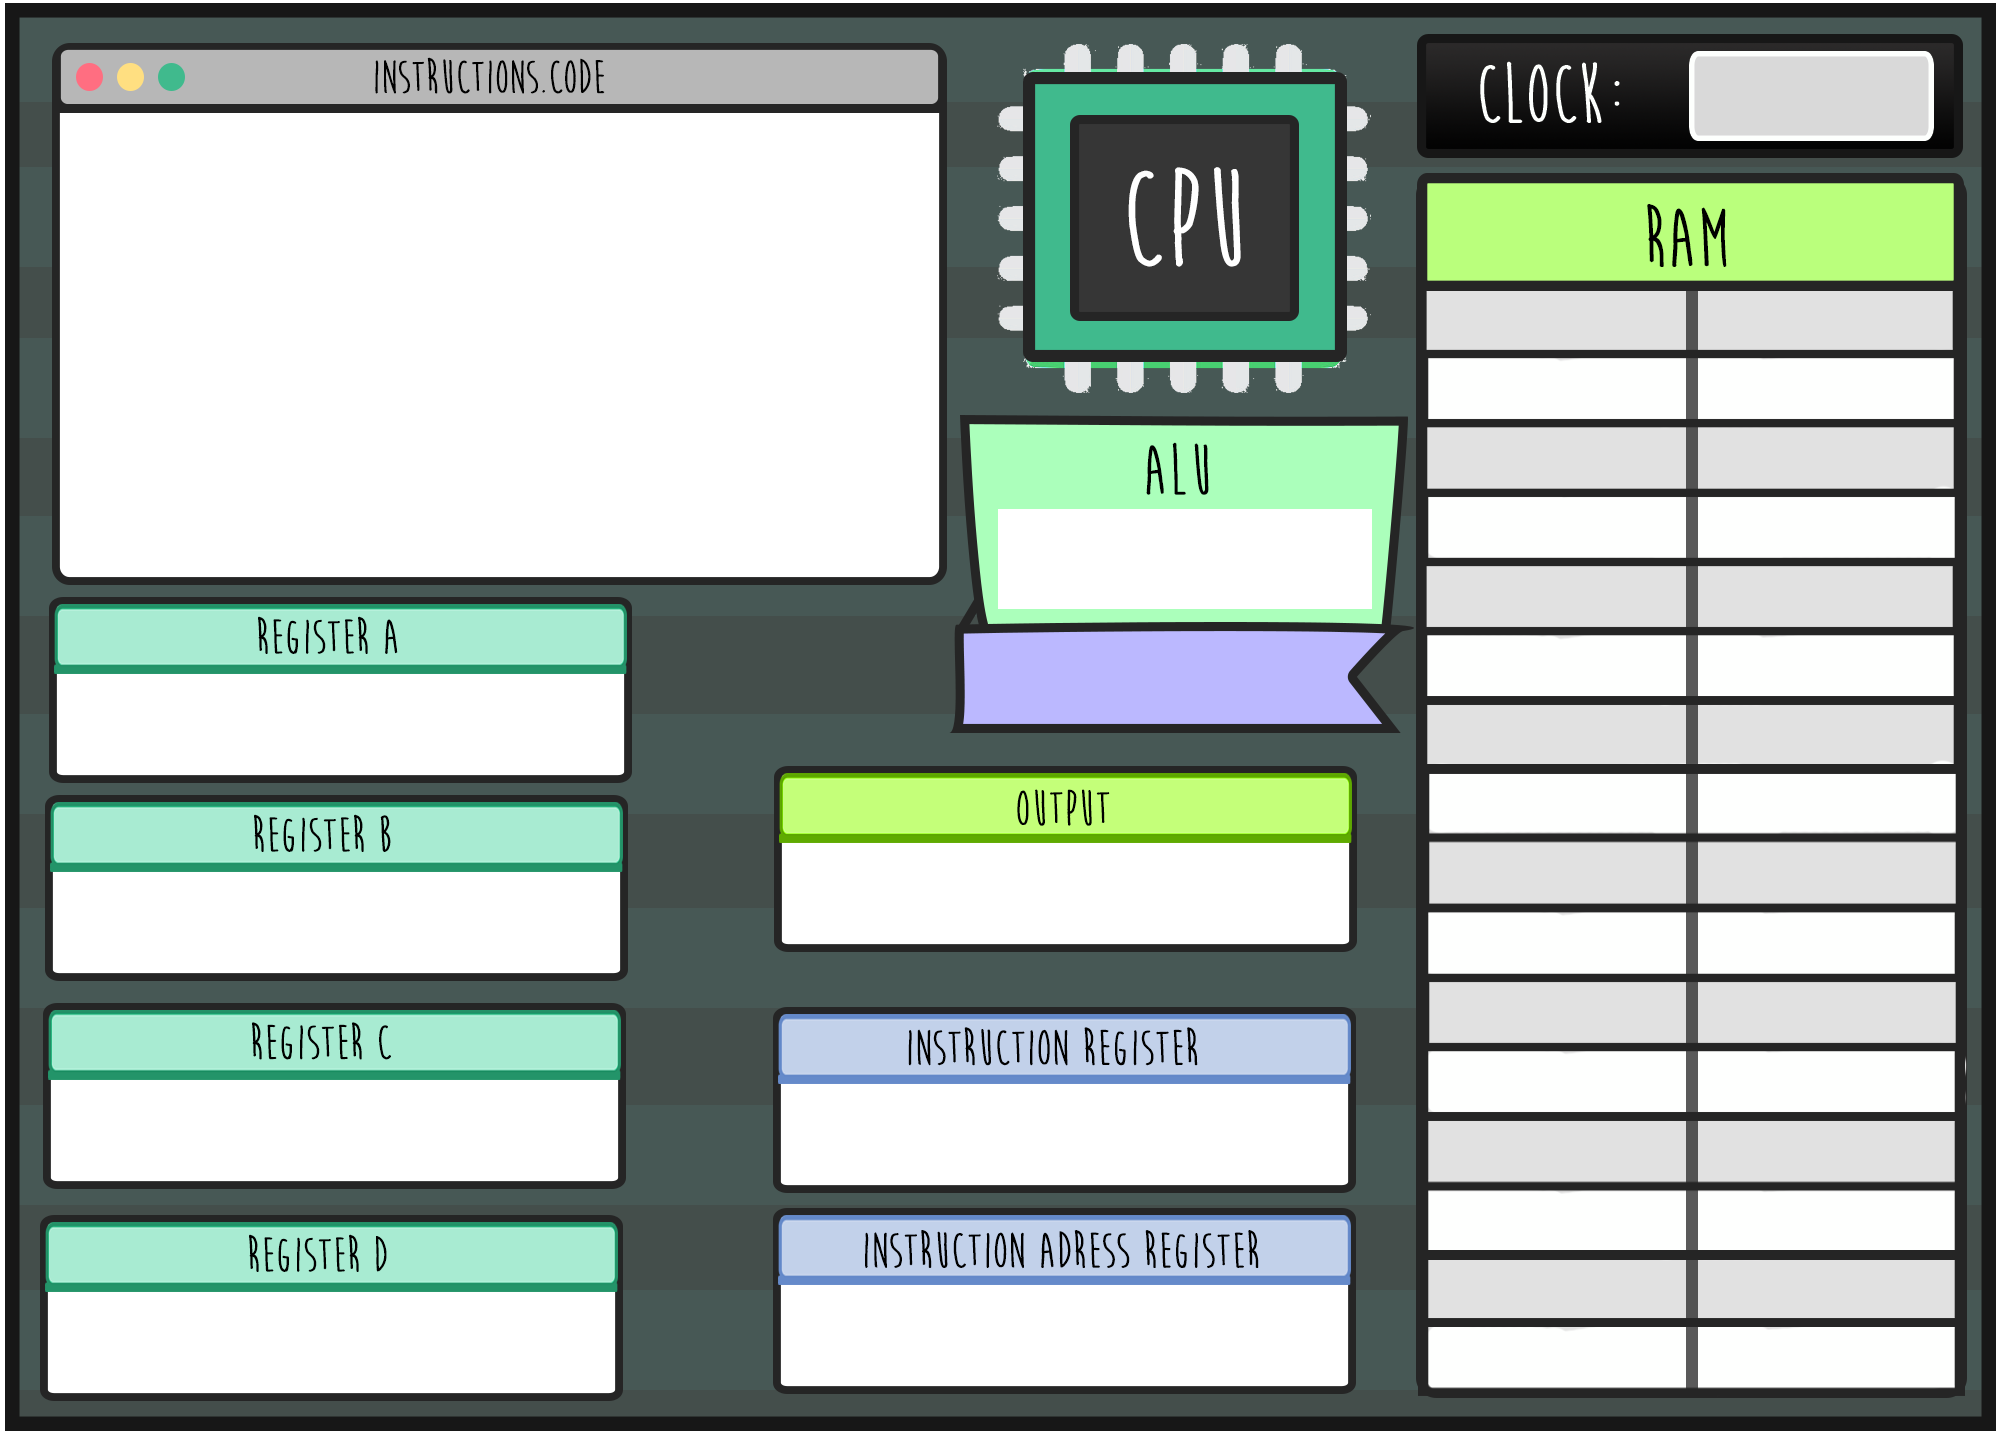 INSTRUCTIONS.CODE
CPU
CLOCK:
RAM
ALU
REGISTER A
REGISTER B
REGISTER C
REGISTER D
OUTPUT
INSTRUCTION REGISTER
INSTRUCTION ADRESS REGISTER